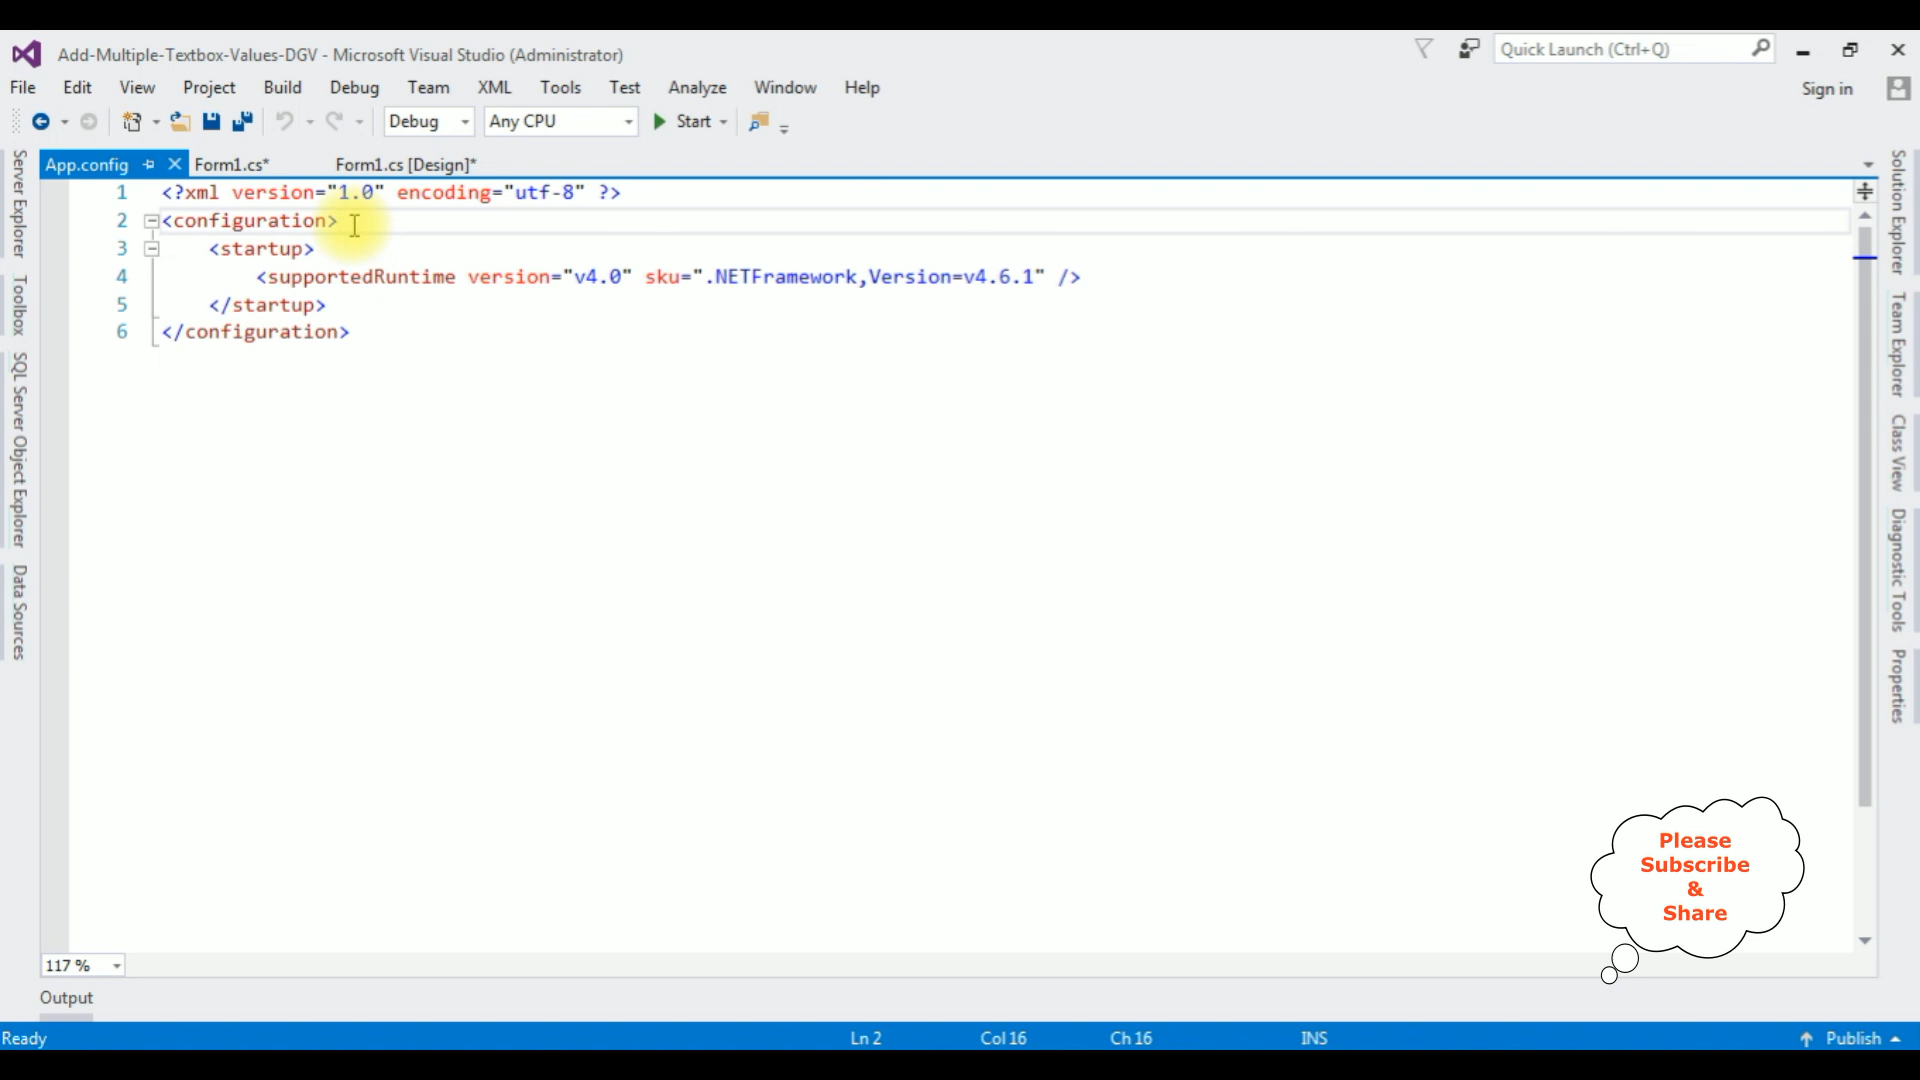 Add-Multiple-Textbox-Values-DGV - Microsoft Visual Studio (Administrator)
Quick Launch (Ctrl+Q)
File Edit View Project Build Debug Team XML Tools Test Analyze Window Help
Sign in
Debug Any CPU Start
App.config Form1.cs* Form1.cs [Design]*
1 <?xml version="1.0" encoding="utf-8" ?>
2 <configuration>
3 <startup>
4 <supportedRuntime version="v4.0" sku=".NETFramework,Version=v4.6.1" />
5 </startup>
6 </configuration>
Server Explorer
Toolbox
SQL Server Object Explorer
Data Sources
Solution Explorer
Team Explorer
Class View
Diagnostic Tools
Properties
Please
Subscribe
&
Share
117 %
Output
Ready Ln 2 Col 16 Ch 16 INS Publish